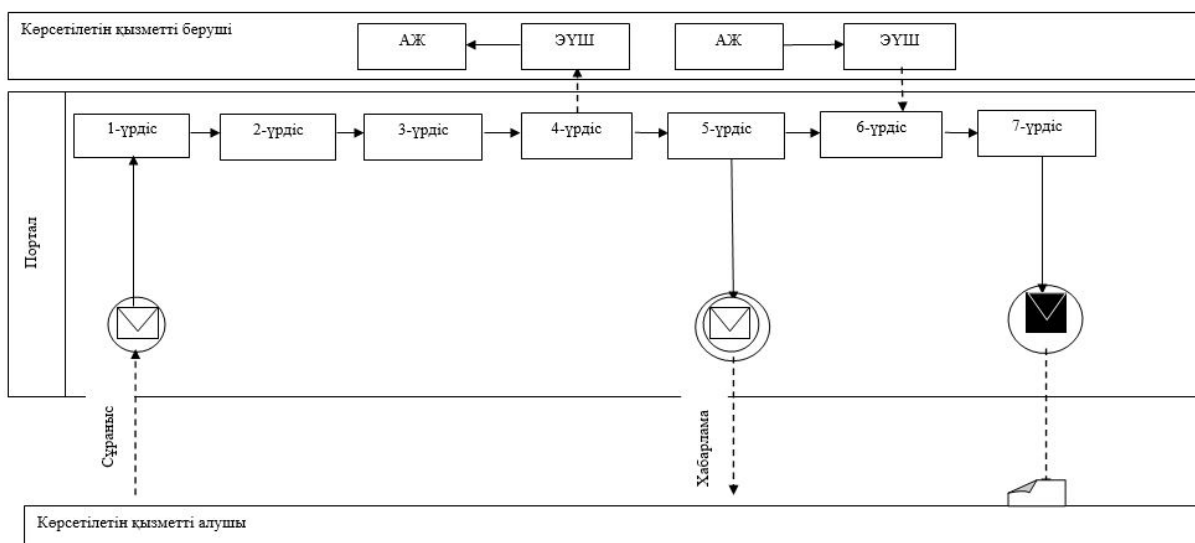 Көрсетілетін қызметті беруші
АЖ
ЭҮШ
АЖ
ЭҮШ
1-үрдіс
2-үрдіс
3-үрдіс
4-үрдіс
5-үрдіс
6-үрдіс
7-үрдіс
Портал
Сұраныс
Хабарлама
Көрсетілетін қызметті алушы